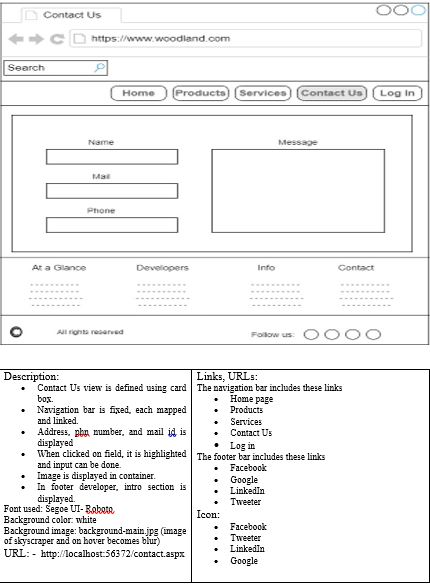 Contact Us
https://www.woodland.com
Search
Home Products Services Contact Us Log In
Name
Message
Mail
Phone
At a Glance Developers Info Contact
All rights reserved
Follow us:
Description:
• Contact Us view is defined using card
box.
• Navigation bar is fixed, each mapped
and linked.
• Address, phn number, and mail id is
displayed
• When clicked on field, it is highlighted
and input can be done.
• Image is displayed in container.
• In footer developer, intro section is
displayed.
Font used: Segoe UI- Roboto
Background color: white
Background image: background-main.jpg (image
of skyscraper and on hover becomes blur)
URL: - http://localhost:56372/contact.aspx
Links, URLs:
The navigation bar includes these links
• Home page
• Products
• Services
• Contact Us
• Log in
The footer bar includes these links
• Facebook
• Google
• LinkedIn
• Tweeter
Icon:
• Facebook
• Tweeter
• LinkedIn
• Google